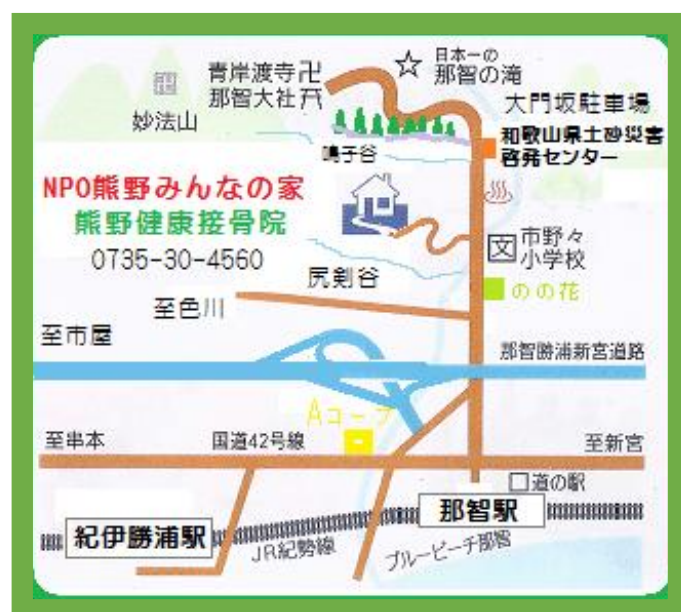 日本一の
那智の滝
青岸渡寺卍
那智大社⛩
大門坂駐車場
妙法山
和歌山県土砂災害
啓発センター
鳴子谷
NPO熊野みんなの家
熊野健康接骨院
0735-30-4560
文
市野々
小学校
尻剣谷
のの花
至色川
至市屋
那智勝浦新宮道路
Aコープ
至串本
国道42号線
至新宮
道の駅
那智駅
紀伊勝浦駅
JR紀勢線
ブルービーチ那智